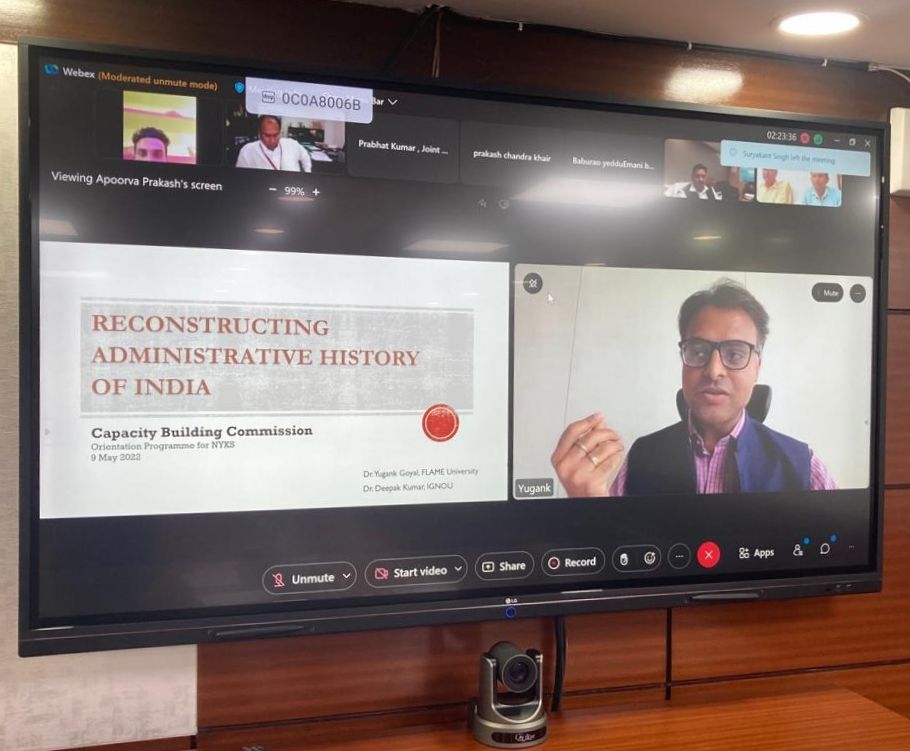 Webex (Moderated unmute mode)
0C0A8006B
Bar
Prabhat Kumar , Joint ...
prakash chandra khair
Baburao yedduEmani b...
02:23:36
Suryakant Singh left the meeting
Viewing Apoorva Prakash's screen
99%
RECONSTRUCTING
ADMINISTRATIVE HISTORY
OF INDIA
Capacity Building Commission
Orientation Programme for NYKS
9 May 2022
Dr. Yugank Goyal, FLAME University
Dr. Deepak Kumar, IGNOU
Mute
Yugank
Unmute
Start video
Share
Record
Apps
LG